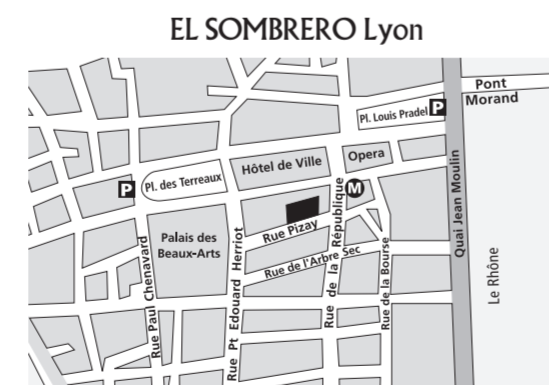 EL SOMBRERO Lyon
Pont
Morand
P
Pl. Louis Pradel
Opera
Hôtel de Ville
M
P
Pl. des Terreaux
Palais des
Beaux-Arts
Rue Pizay
Rue de l'Arbre Sec
Rue Paul Chenavard
Rue Pt Edouard Herriot
Rue de la République
Rue de la Bourse
Quai Jean Moulin
Le Rhône